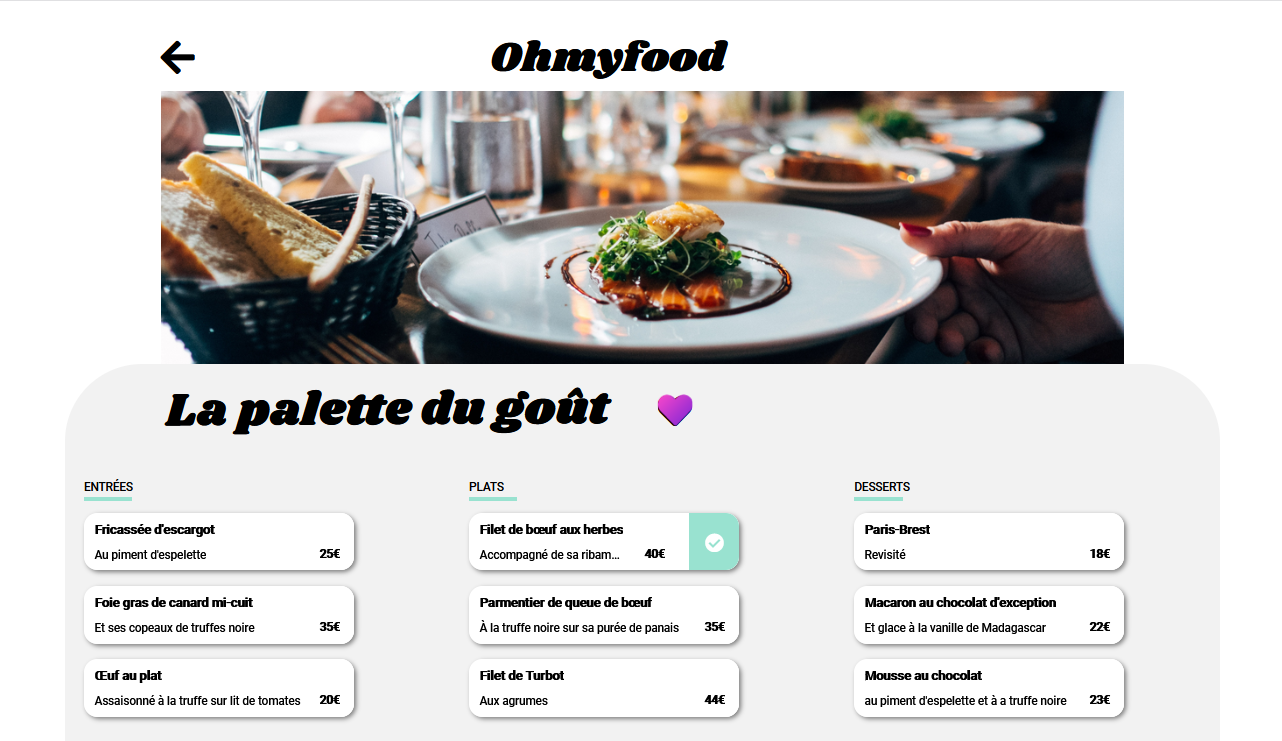 Ohmyfood
La palette du goût
ENTRÉES
Fricassée d'escargot
Au piment d'espelette 25€
Foie gras de canard mi-cuit
Et ses copeaux de truffes noire 35€
Œuf au plat
Assaisonné à la truffe sur lit de tomates 20€
PLATS
Filet de bœuf aux herbes
Accompagné de sa ribam... 40€
Parmentier de queue de bœuf
À la truffe noire sur sa purée de panais 35€
Filet de Turbot
Aux agrumes 44€
DESSERTS
Paris-Brest
Revisité 18€
Macaron au chocolat d'exception
Et glace à la vanille de Madagascar 22€
Mousse au chocolat
au piment d'espelette et à a truffe noire 23€